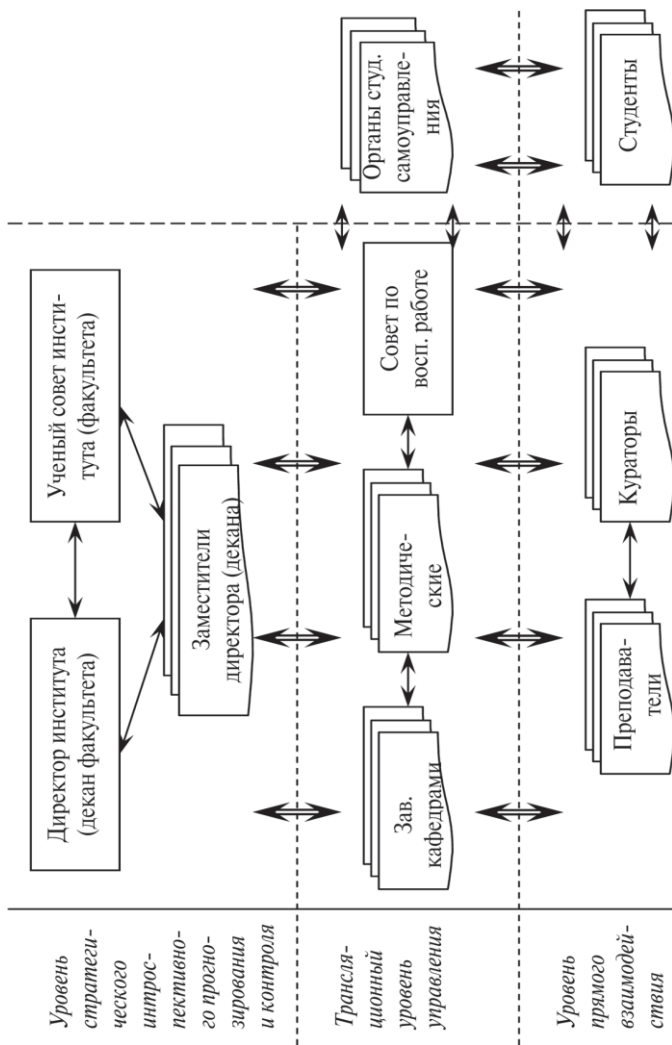 Уровень
стратеги-
ческого
интрос-
пективно-
го прогно-
зирования
и контроля
Директор института
(декан факультета)
Ученый совет инсти-
тута (факультета)
Заместители
директора (декана)
Трансля-
ционный
уровень
управления
Зав.
кафедрами
Методиче-
ские
Совет по
восп. работе
Органы студ.
самоуправле-
ния
Уровень
прямого
взаимодей-
ствия
Преподава-
тели
Кураторы
Студенты